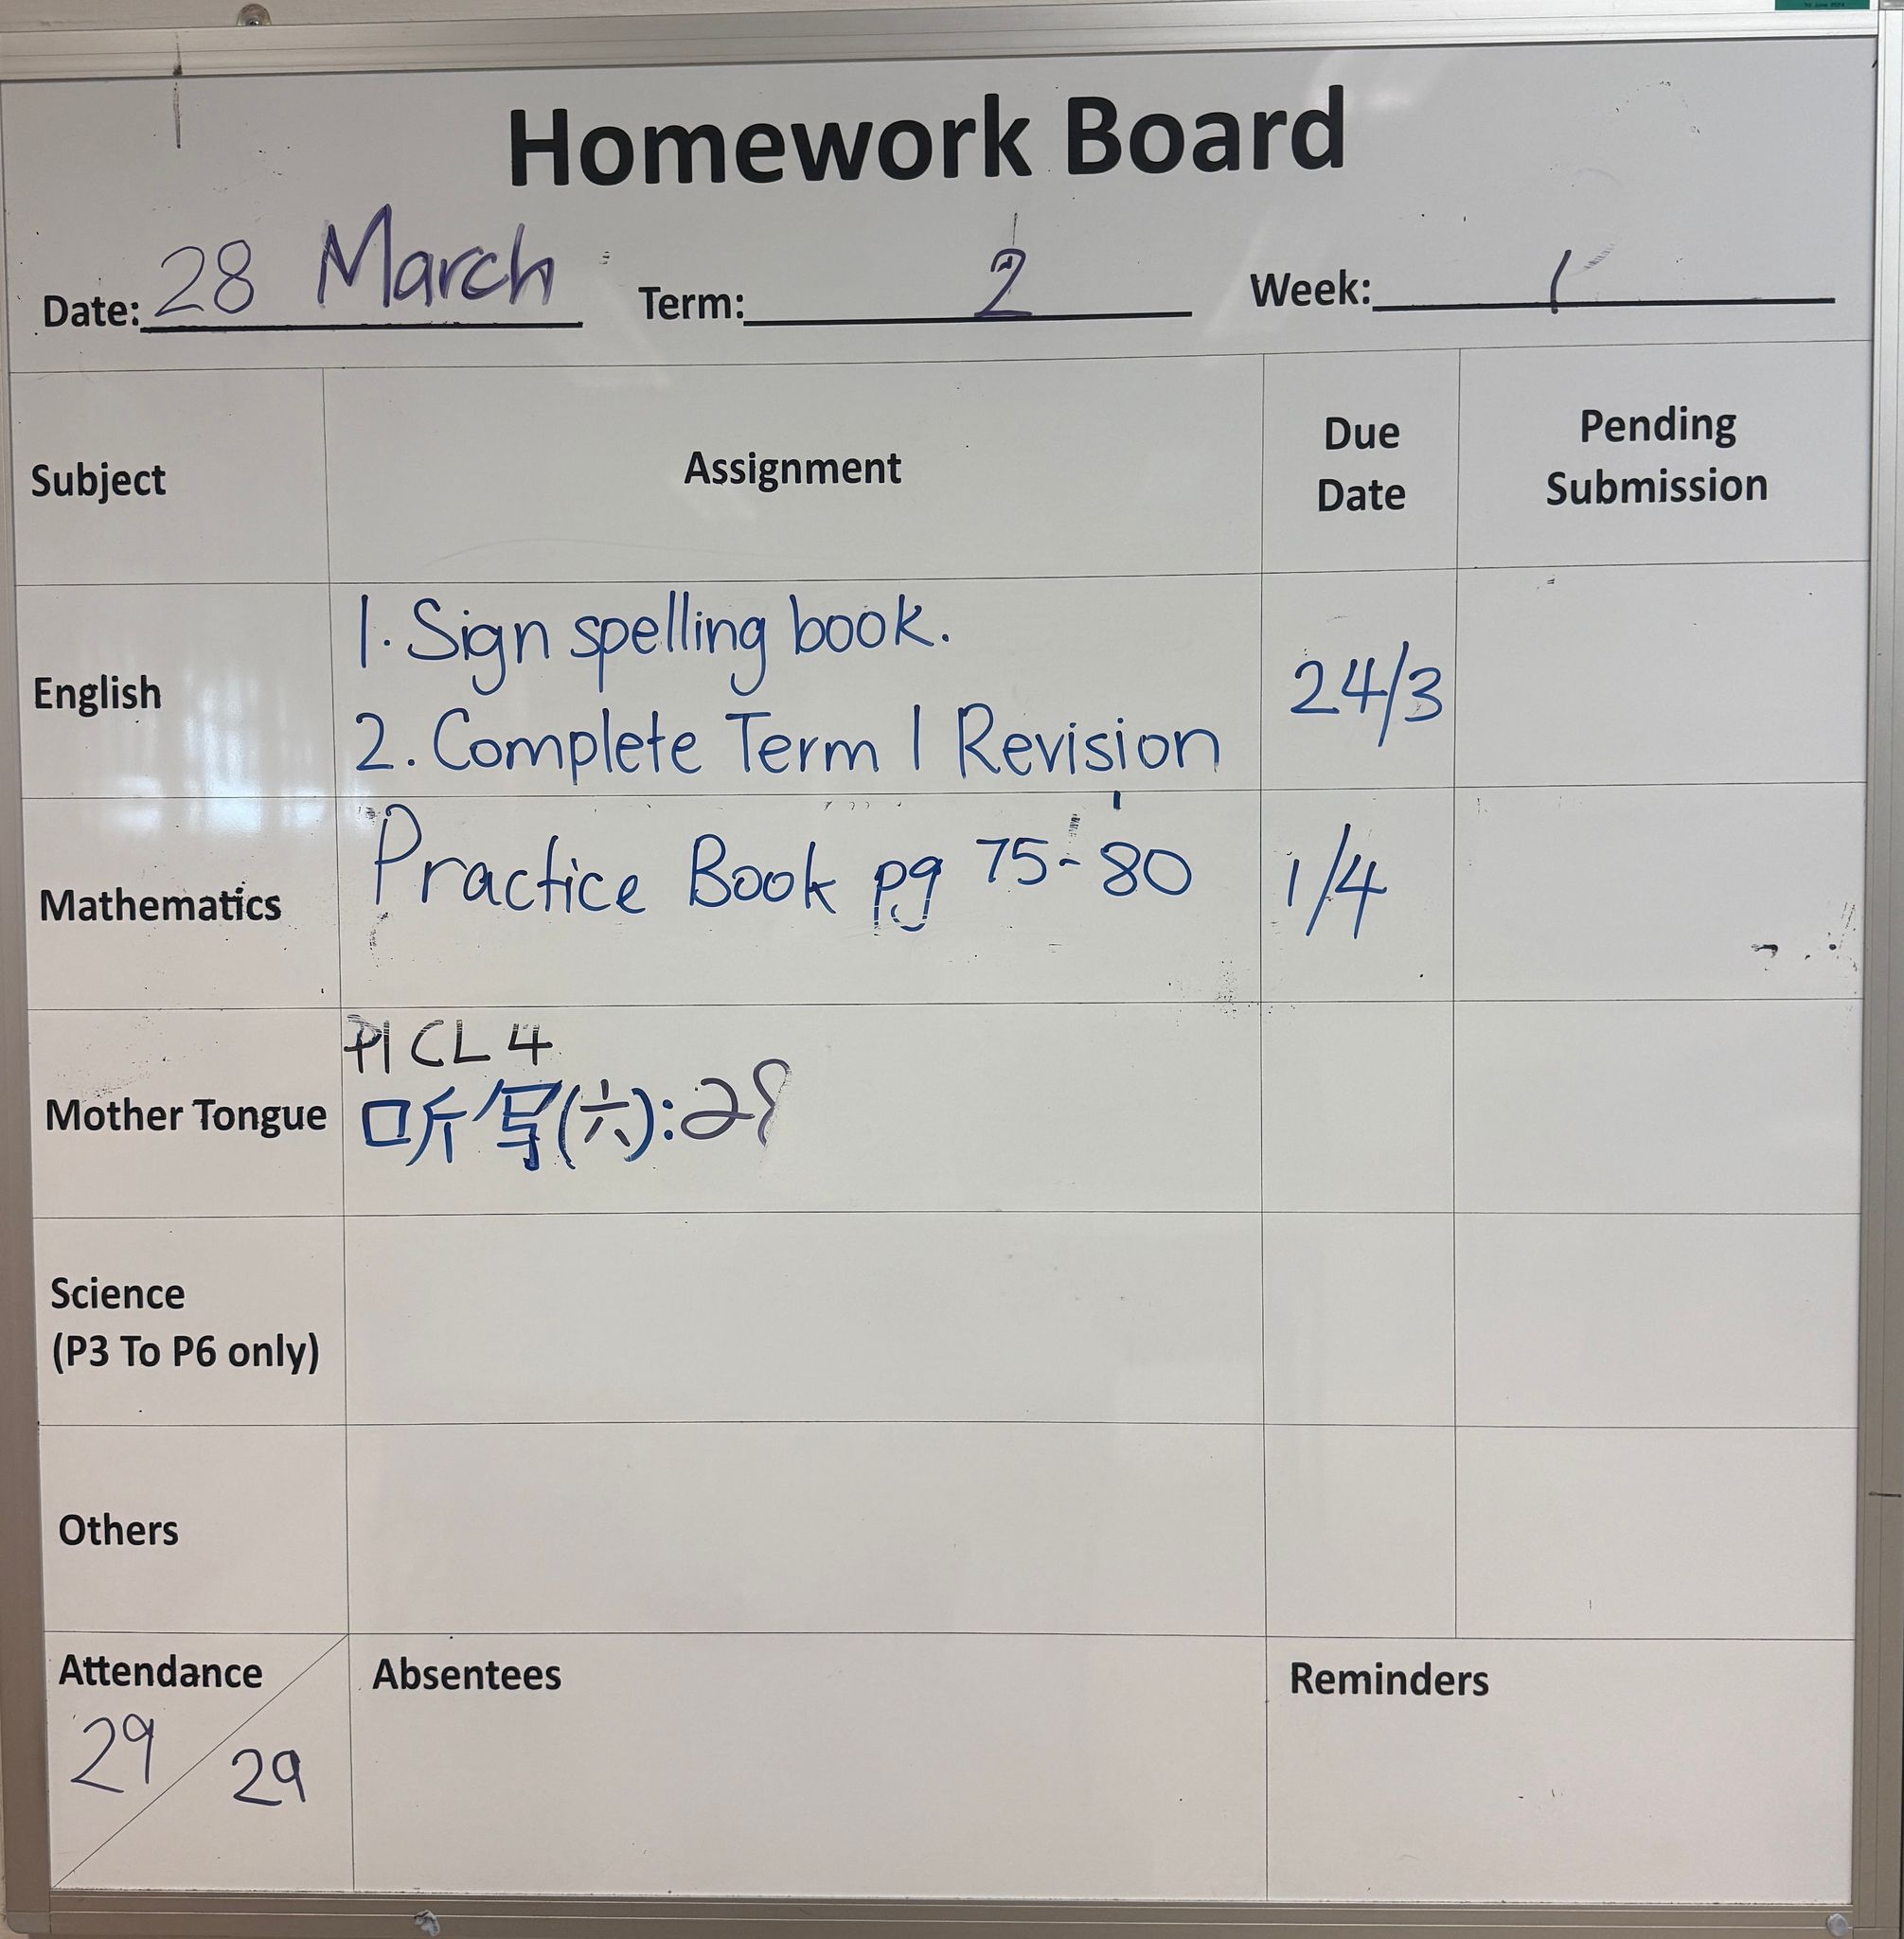 Homework Board
Date: 28 March Term: 2 Week: 1
Subject Assignment Due Date Pending Submission
English 1. Sign spelling book.
2. Complete Term 1 Revision 24/3
Mathematics Practice Book pg 75-80 1/4
Mother Tongue P1 CL 4
听写(六):28
Science
(P3 To P6 only)
Others
Attendance Absentees Reminders
29 29